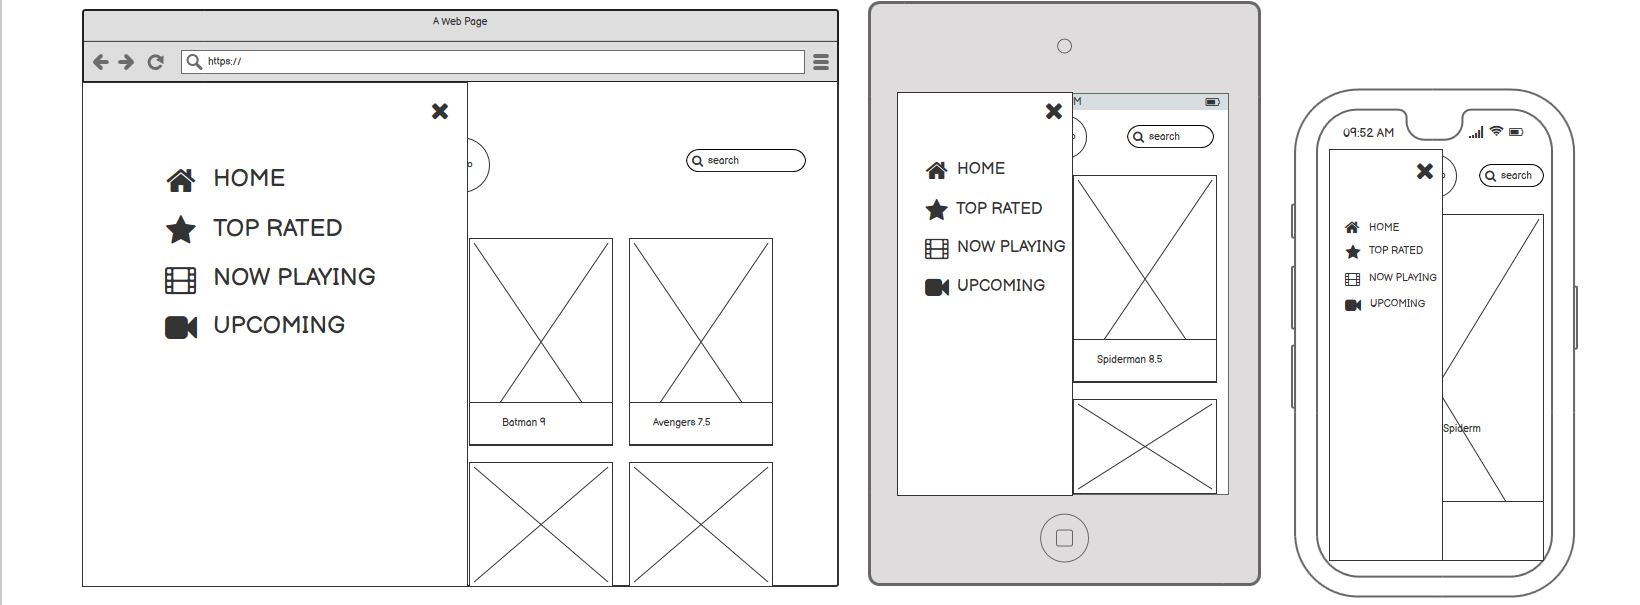 A Web Page
https://
search
HOME
TOP RATED
NOW PLAYING
UPCOMING
Batman 9
Avengers 7.5
M
search
HOME
TOP RATED
NOW PLAYING
UPCOMING
Spiderman 8.5
09:52 AM
search
HOME
TOP RATED
NOW PLAYING
UPCOMING
Spiderm